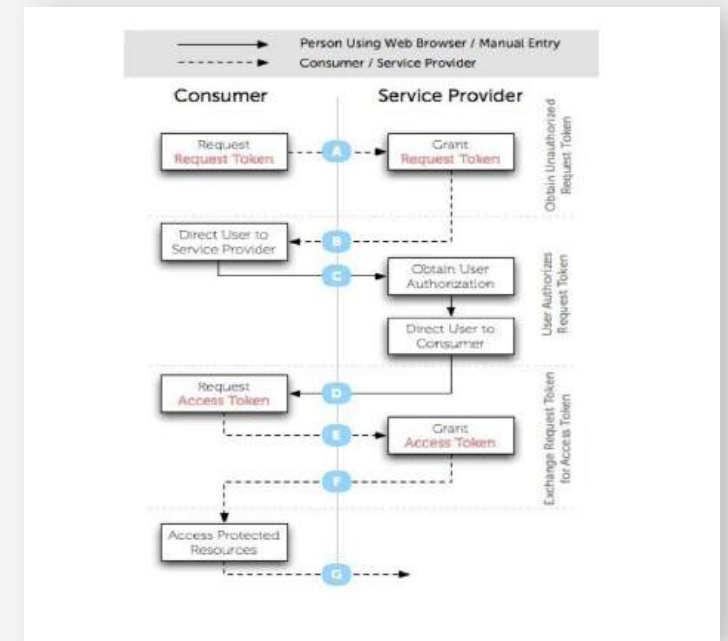 Person Using Web Browser / Manual Entry
Consumer / Service Provider
Consumer
Service Provider
Request
Request Token
A
Grant
Request Token
Obtain Unauthorized
Request Token
Direct User to
Service Provider
B
C
Obtain User
Authorization
Direct User to
Consumer
User Authorizes
Request Token
Request
Access Token
D
E
Grant
Access Token
F
Exchange Request Token
for Access Token
Access Protected
Resources
G